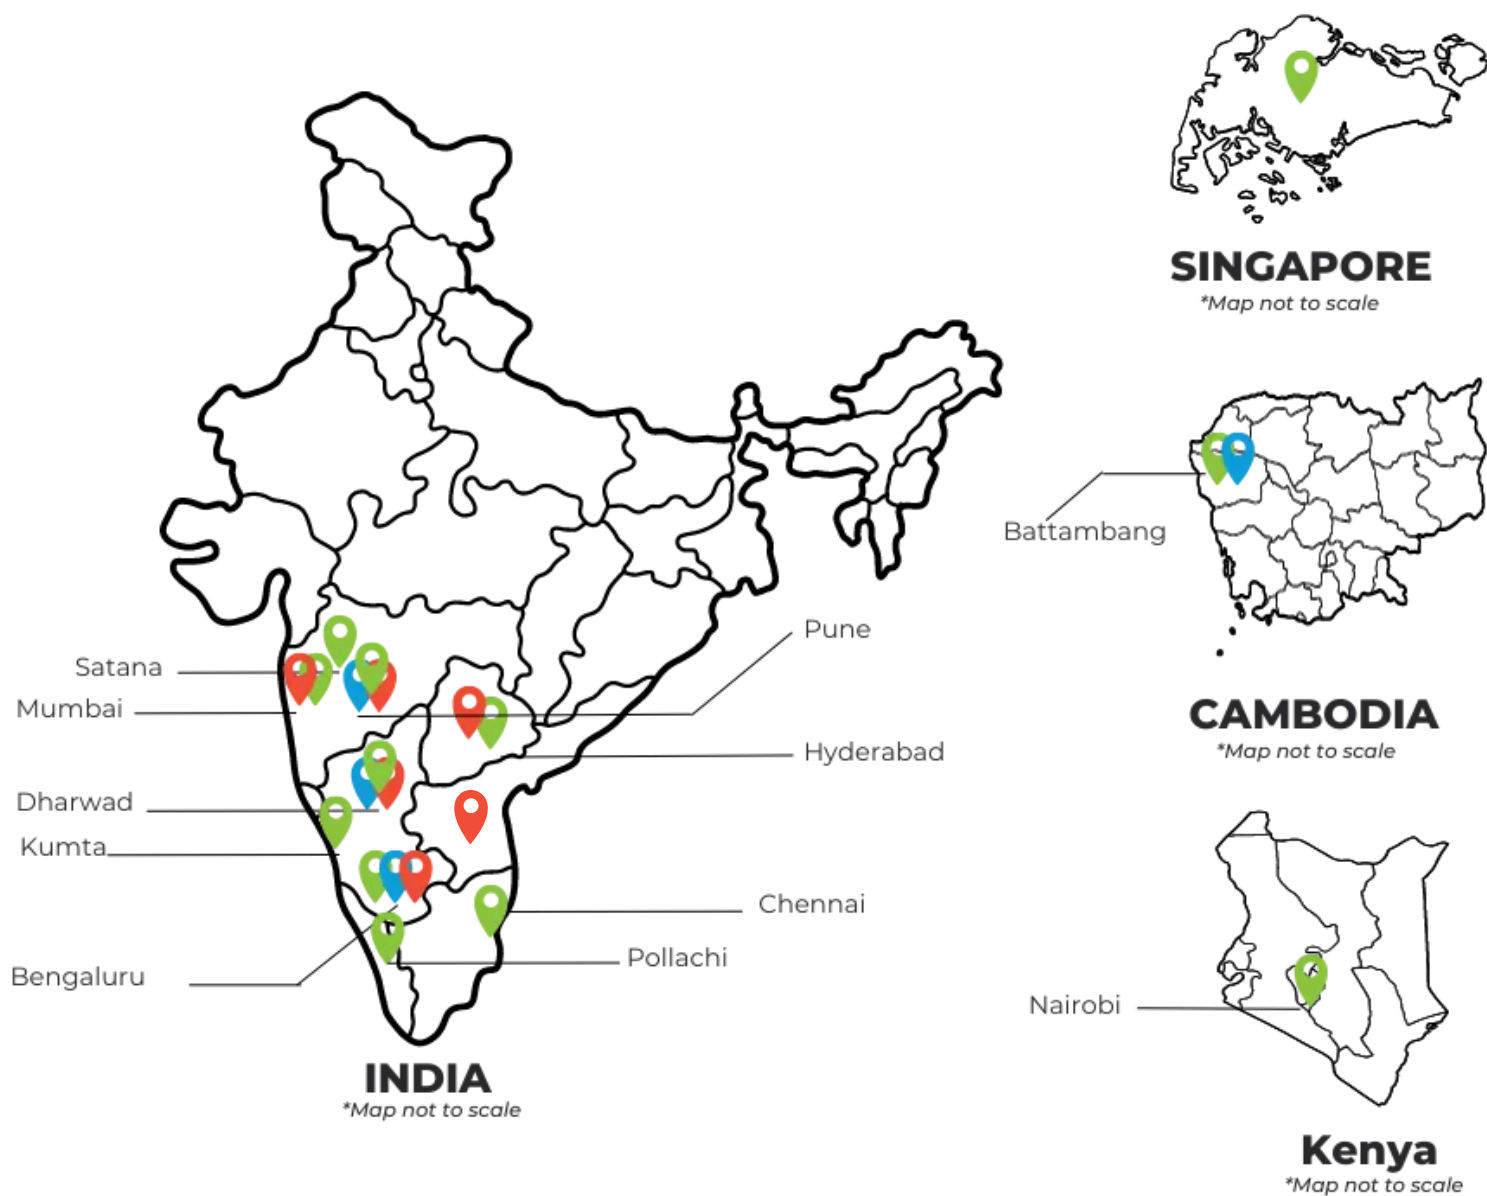 SINGAPORE
*Map not to scale
Battambang
Pune
Satana
Mumbai
CAMBODIA
*Map not to scale
Hyderabad
Dharwad
Kumta
Chennai
Pollachi
Bengaluru
Nairobi
INDIA
*Map not to scale
Kenya
*Map not to scale